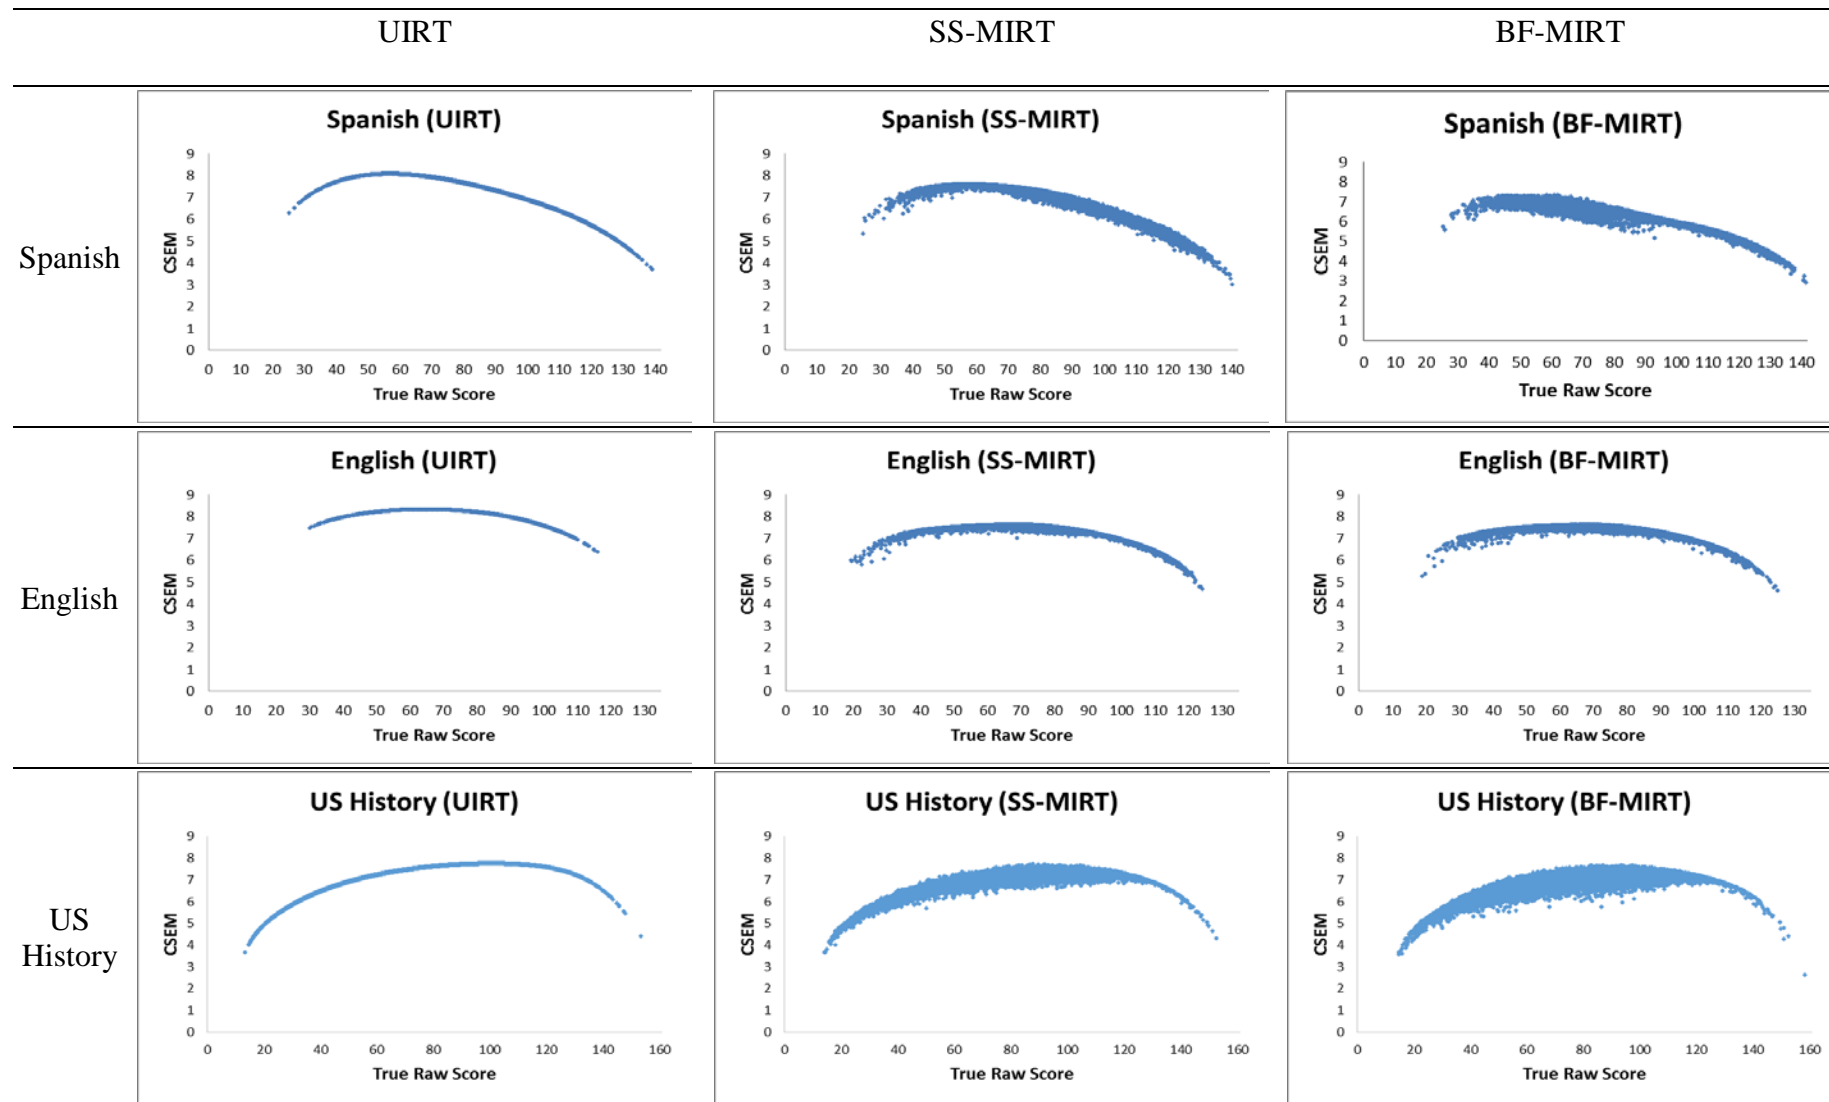 UIRT SS-MIRT BF-MIRT
Spanish
Spanish (UIRT)
9
8
7
6
5
4
3
2
1
0
CSEM
0 10 20 30 40 50 60 70 80 90 100 110 120 130 140
True Raw Score
Spanish (SS-MIRT)
9
8
7
6
5
4
3
2
1
0
CSEM
0 10 20 30 40 50 60 70 80 90 100 110 120 130 140
True Raw Score
Spanish (BF-MIRT)
9
8
7
6
5
4
3
2
1
0
CSEM
0 10 20 30 40 50 60 70 80 90 100 110 120 130 140
True Raw Score
English
English (UIRT)
9
8
7
6
5
4
3
2
1
0
CSEM
0 10 20 30 40 50 60 70 80 90 100 110 120 130
True Raw Score
English (SS-MIRT)
9
8
7
6
5
4
3
2
1
0
CSEM
0 10 20 30 40 50 60 70 80 90 100 110 120 130
True Raw Score
English (BF-MIRT)
9
8
7
6
5
4
3
2
1
0
CSEM
0 10 20 30 40 50 60 70 80 90 100 110 120 130
True Raw Score
US
History
US History (UIRT)
9
8
7
6
5
4
3
2
1
0
CSEM
0 20 40 60 80 100 120 140 160
True Raw Score
US History (SS-MIRT)
9
8
7
6
5
4
3
2
1
0
CSEM
0 20 40 60 80 100 120 140 160
True Raw Score
US History (BF-MIRT)
9
8
7
6
5
4
3
2
1
0
CSEM
0 20 40 60 80 100 120 140 160
True Raw Score